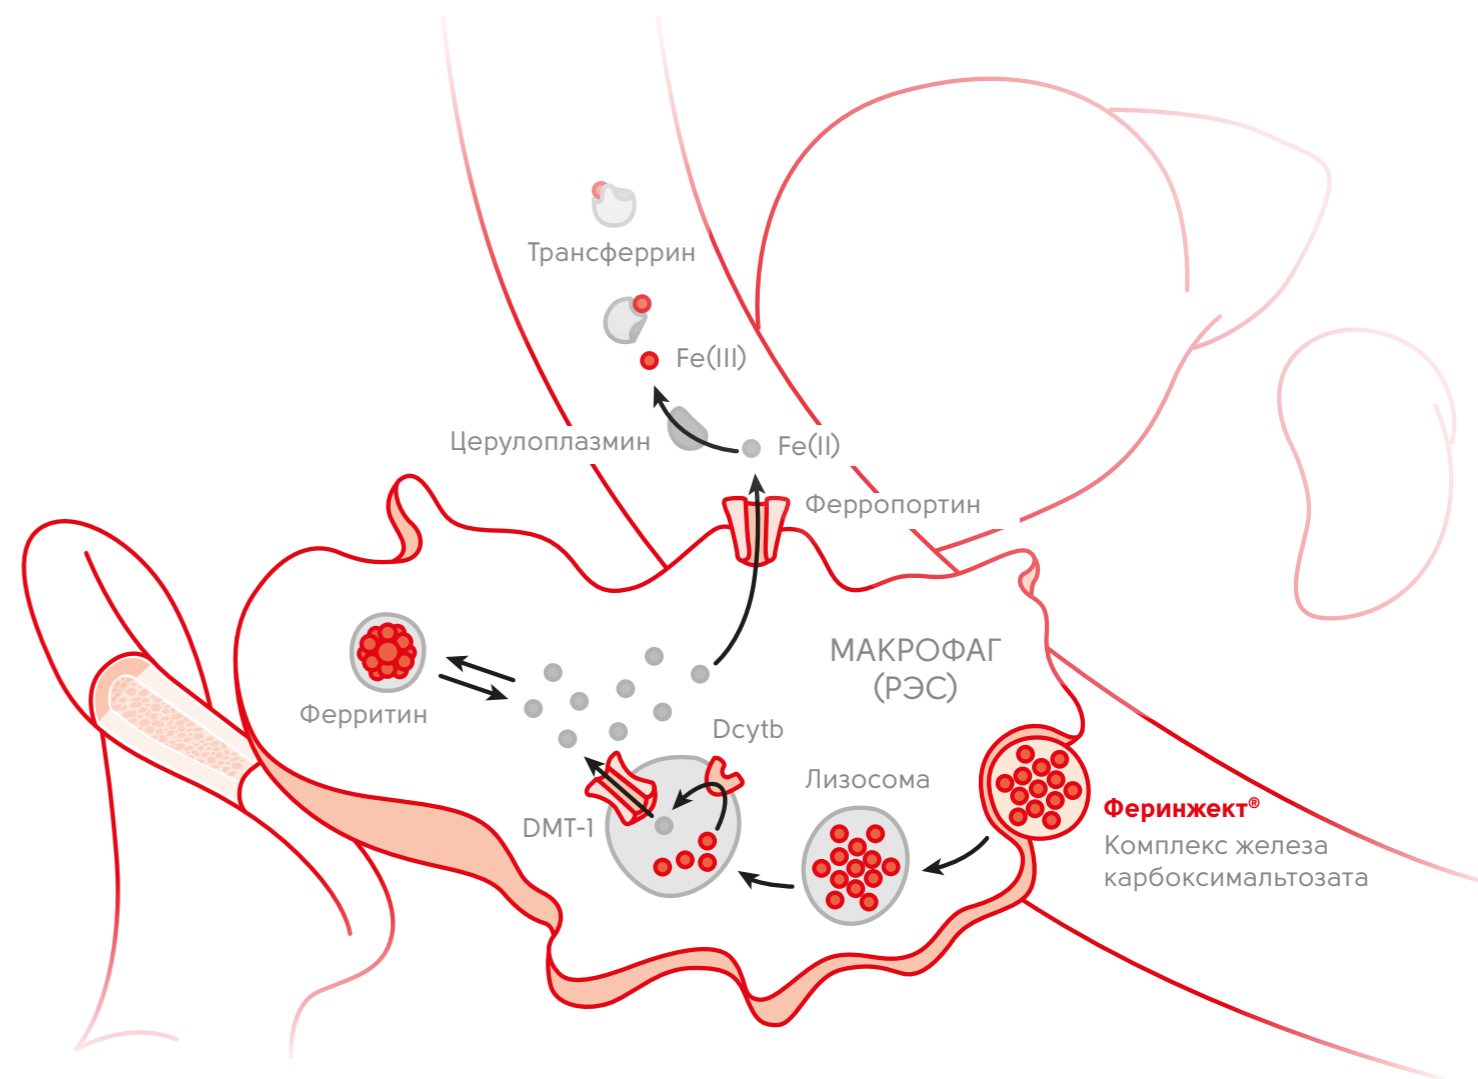 Трансферрин
Fe(III)
Церулоплазмин
Fe(II)
Ферропортин
МАКРОФАГ
(РЭС)
Ферритин
Dcytb
Лизосома
DMT-1
Феринжект®
Комплекс железа
карбоксимальтозата